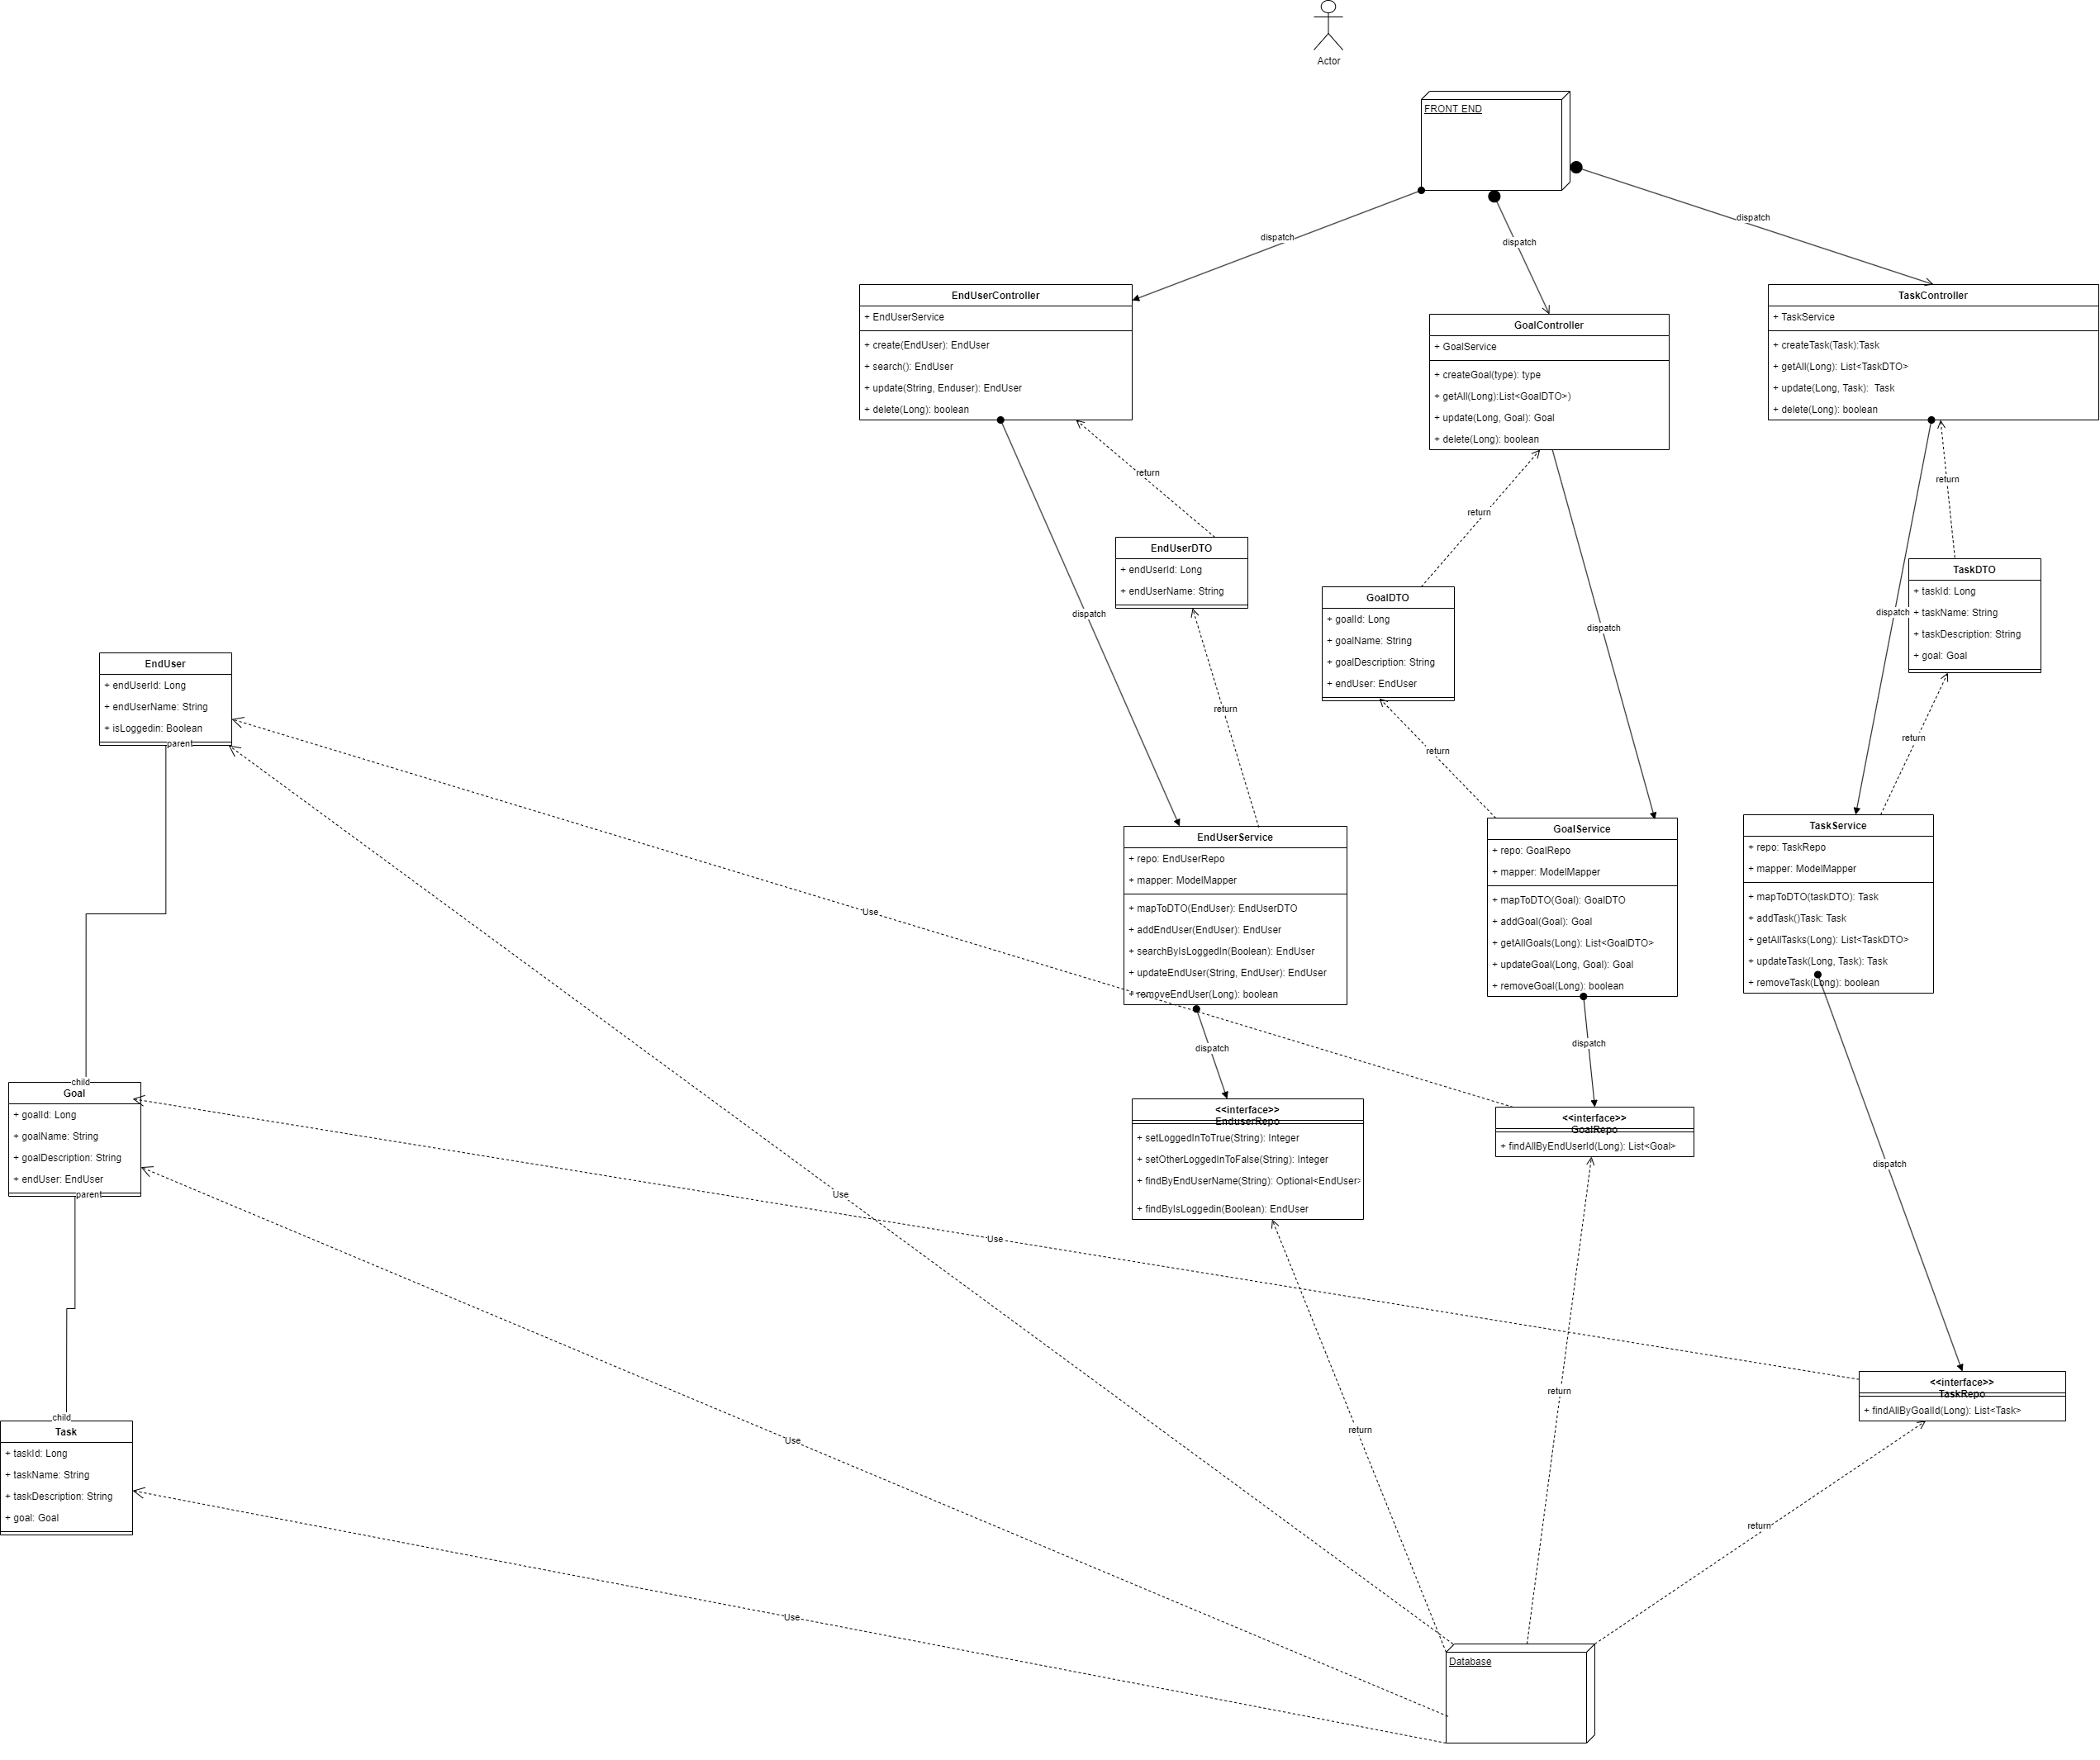 Actor
FRONT END
dispatch
dispatch
dispatch
EndUserController
+ EndUserService
+ create(EndUser): EndUser
+ search(): EndUser
+ update(String, Enduser): EndUser
+ delete(Long): boolean
GoalController
+ GoalService
+ createGoal(type): type
+ getAll(Long):List<GoalDTO>)
+ update(Long, Goal): Goal
+ delete(Long): boolean
TaskController
+ TaskService
+ createTask(Task):Task
+ getAll(Long): List<TaskDTO>
+ update(Long, Task):  Task
+ delete(Long): boolean
return
return
return
EndUserDTO
+ endUserId: Long
+ endUserName: String
GoalDTO
+ goalId: Long
+ goalName: String
+ goalDescription: String
+ endUser: EndUser
TaskDTO
+ taskId: Long
+ taskName: String
+ taskDescription: String
+ goal: Goal
dispatch
dispatch
dispatch
return
return
return
EndUser
+ endUserId: Long
+ endUserName: String
+ isLoggedin: Boolean
parent
EndUserService
+ repo: EndUserRepo
+ mapper: ModelMapper
+ mapToDTO(EndUser): EndUserDTO
+ addEndUser(EndUser): EndUser
+ searchByIsLoggedIn(Boolean): EndUser
+ updateEndUser(String, EndUser): EndUser
+ removeEndUser(Long): boolean
GoalService
+ repo: GoalRepo
+ mapper: ModelMapper
+ mapToDTO(Goal): GoalDTO
+ addGoal(Goal): Goal
+ getAllGoals(Long): List<GoalDTO>
+ updateGoal(Long, Goal): Goal
+ removeGoal(Long): boolean
TaskService
+ repo: TaskRepo
+ mapper: ModelMapper
+ mapToDTO(taskDTO): Task
+ addTask()Task: Task
+ getAllTasks(Long): List<TaskDTO>
+ updateTask(Long, Task): Task
+ removeTask(Long): boolean
Use
dispatch
dispatch
dispatch
child
Goal
+ goalId: Long
+ goalName: String
+ goalDescription: String
+ endUser: EndUser
parent
<<interface>>
EnduserRepo
+ setLoggedInToTrue(String): Integer
+ setOtherLoggedInToFalse(String): Integer
+ findByEndUserName(String): Optional<EndUser>
+ findByIsLoggedin(Boolean): EndUser
<<interface>>
GoalRepo
+ findAllByEndUserId(Long): List<Goal>
Use
Use
<<interface>>
TaskRepo
+ findAllByGoalId(Long): List<Task>
return
return
return
child
Task
+ taskId: Long
+ taskName: String
+ taskDescription: String
+ goal: Goal
Use
Use
Database